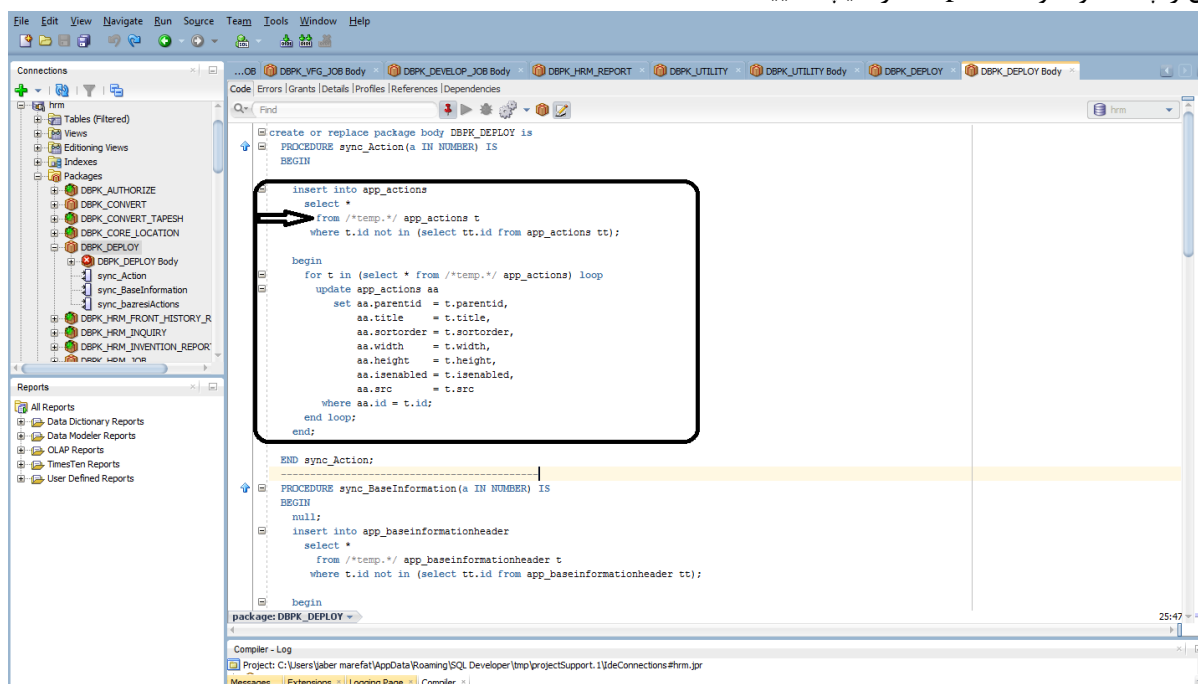 File Edit View Navigate Run Source Team Tools Window Help
Connections
...OB DBPK_VFG_JOB Body DBPK_DEVELOP_JOB Body DBPK_HRM_REPORT DBPK_UTILITY DBPK_UTILITY Body DBPK_DEPLOY DBPK_DEPLOY Body
Code Errors Grants Details Profiles References Dependencies
Find
hrm
hrm
Tables (Filtered)
Views
Editioning Views
Indexes
Packages
DBPK_AUTHORIZE
DBPK_CONVERT
DBPK_CONVERT_TAPESH
DBPK_CORE_LOCATION
DBPK_DEPLOY
DBPK_DEPLOY Body
sync_Action
sync_BaseInformation
sync_bazresiActions
DBPK_HRM_FRONT_HISTORY_R
DBPK_HRM_INQUIRY
DBPK_HRM_INVENTION_REPOR
DBPK_HRM_JOB
Reports
All Reports
Data Dictionary Reports
Data Modeler Reports
OLAP Reports
TimesTen Reports
User Defined Reports
create or replace package body DBPK_DEPLOY is
PROCEDURE sync_Action(a IN NUMBER) IS
BEGIN
insert into app_actions
select *
from /*temp.*/ app_actions t
where t.id not in (select tt.id from app_actions tt);
begin
for t in (select * from /*temp.*/ app_actions) loop
update app_actions aa
set aa.parentid = t.parentid,
aa.title = t.title,
aa.sortorder = t.sortorder,
aa.width = t.width,
aa.height = t.height,
aa.isenabled = t.isenabled,
aa.src = t.src
where aa.id = t.id;
end loop;
end;
END sync_Action;
-------------------------------------------
PROCEDURE sync_BaseInformation(a IN NUMBER) IS
BEGIN
null;
insert into app_baseinformationheader
select *
from /*temp.*/ app_baseinformationheader t
where t.id not in (select tt.id from app_baseinformationheader tt);
begin
package: DBPK_DEPLOY
25:47
Compiler - Log
Project: C:\Users\jaber marefat\AppData\Roaming\SQL Developer\tmp\projectSupport.1\IdeConnections#hrm.jpr
Messages Extensions Logging Page Compiler